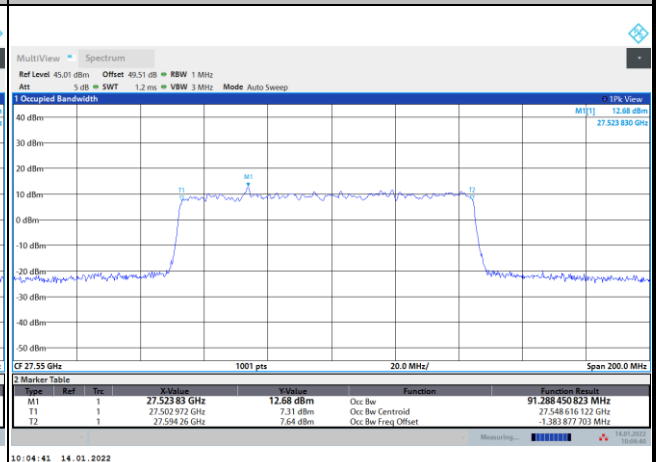 MultiView Spectrum
Ref Level 45.01 dBm Offset 49.51 dB RBW 1 MHz
Att 5 dB SWT 1.2 ms VBW 3 MHz Mode Auto Sweep
1 Occupied Bandwidth 1Pk View
M1[1] 12.68 dBm
27.523 830 GHz
40 dBm
30 dBm
20 dBm
M1
T1 T2
10 dBm
0 dBm
-10 dBm
-20 dBm
-30 dBm
-40 dBm
-50 dBm
CF 27.55 GHz 1001 pts 20.0 MHz/ Span 200.0 MHz
2 Marker Table
Type Ref Trc X-Value Y-Value Function Function Result
M1 1 27.523 83 GHz 12.68 dBm Occ Bw 91.288 450 823 MHz
T1 1 27.502 972 GHz 7.31 dBm Occ Bw Centroid 27.548 616 122 GHz
T2 1 27.594 26 GHz 7.64 dBm Occ Bw Freq Offset -1.383 877 703 MHz
Measuring... 14.01.2022
10:04:40
10:04:41 14.01.2022